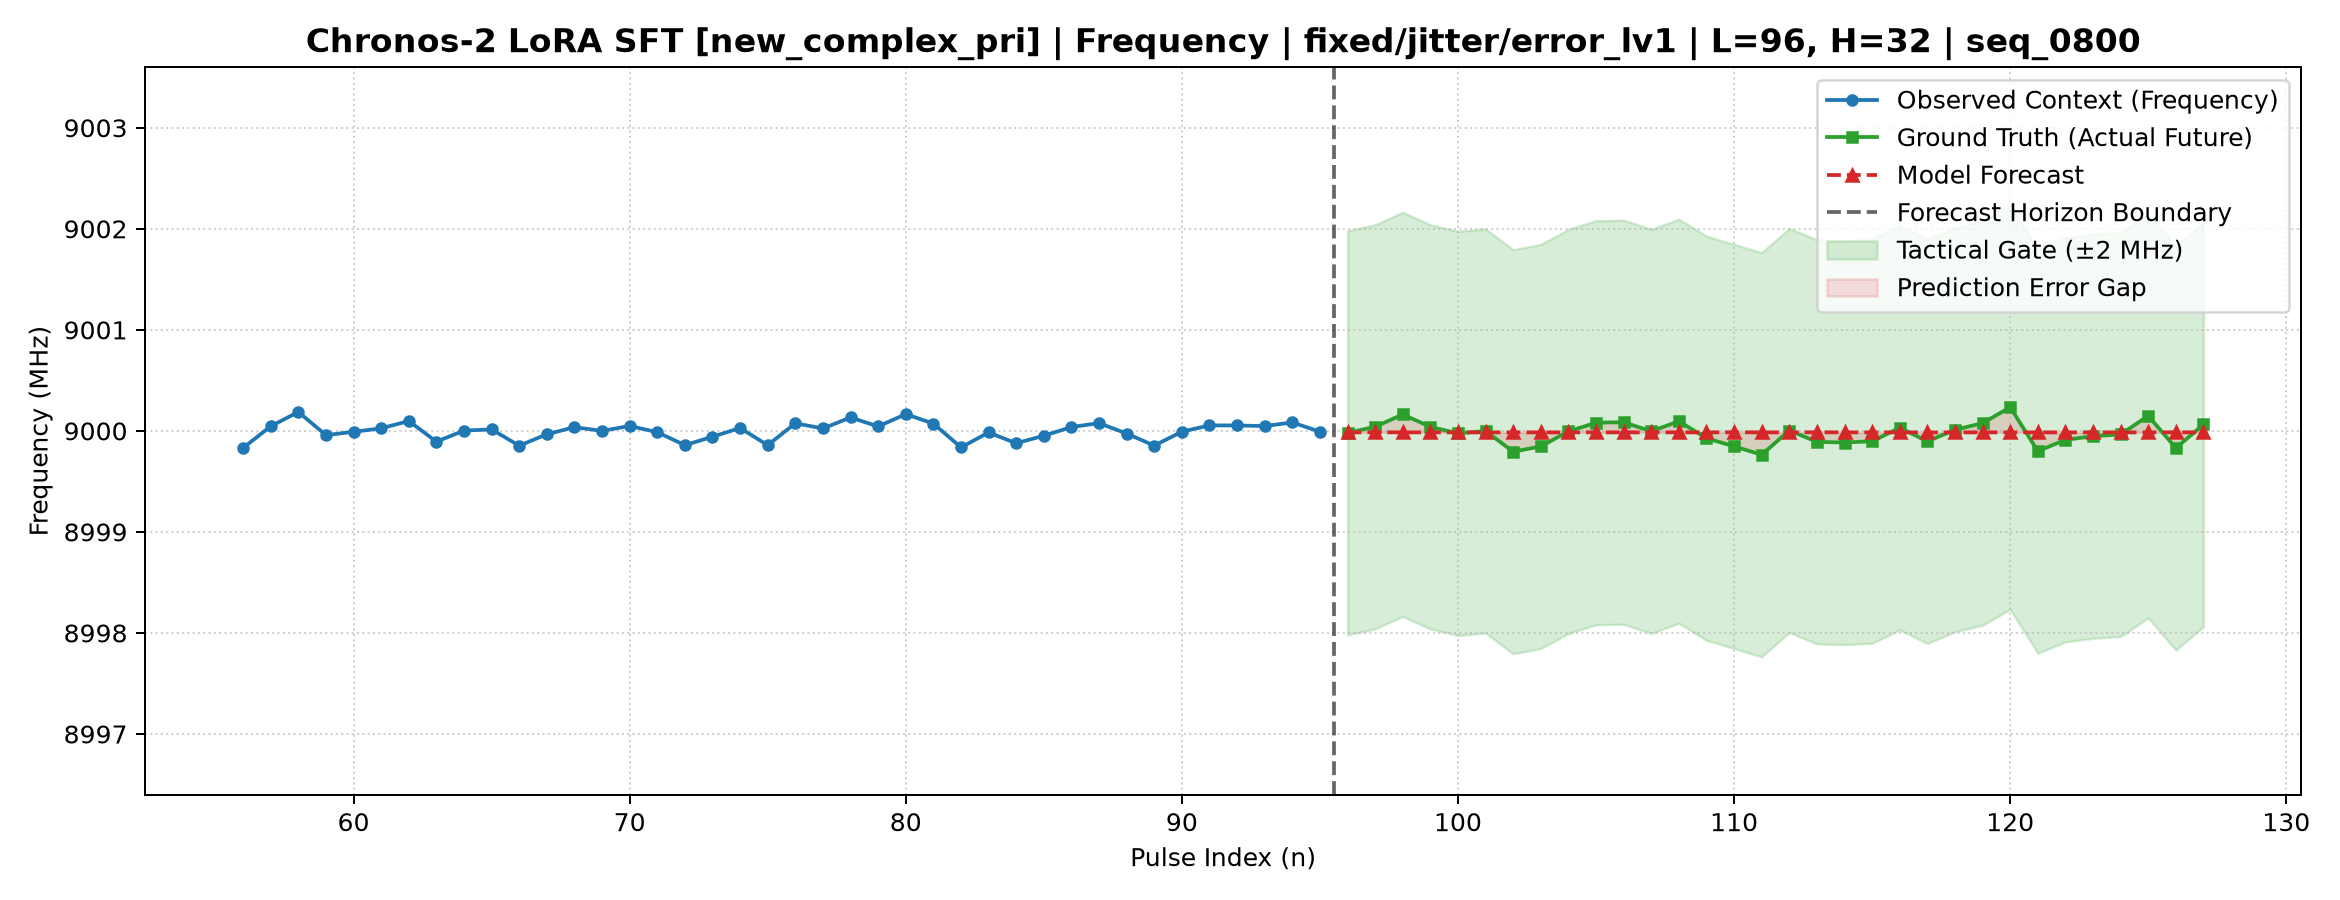 Chronos-2 LoRA SFT [new_complex_pri] | Frequency | fixed/jitter/error_lv1 | L=96, H=32 | seq_0800
Observed Context (Frequency)
Ground Truth (Actual Future)
Model Forecast
Forecast Horizon Boundary
Tactical Gate (±2 MHz)
Prediction Error Gap
Frequency (MHz)
9003
9002
9001
9000
8999
8998
8997
60 70 80 90 100 110 120 130
Pulse Index (n)